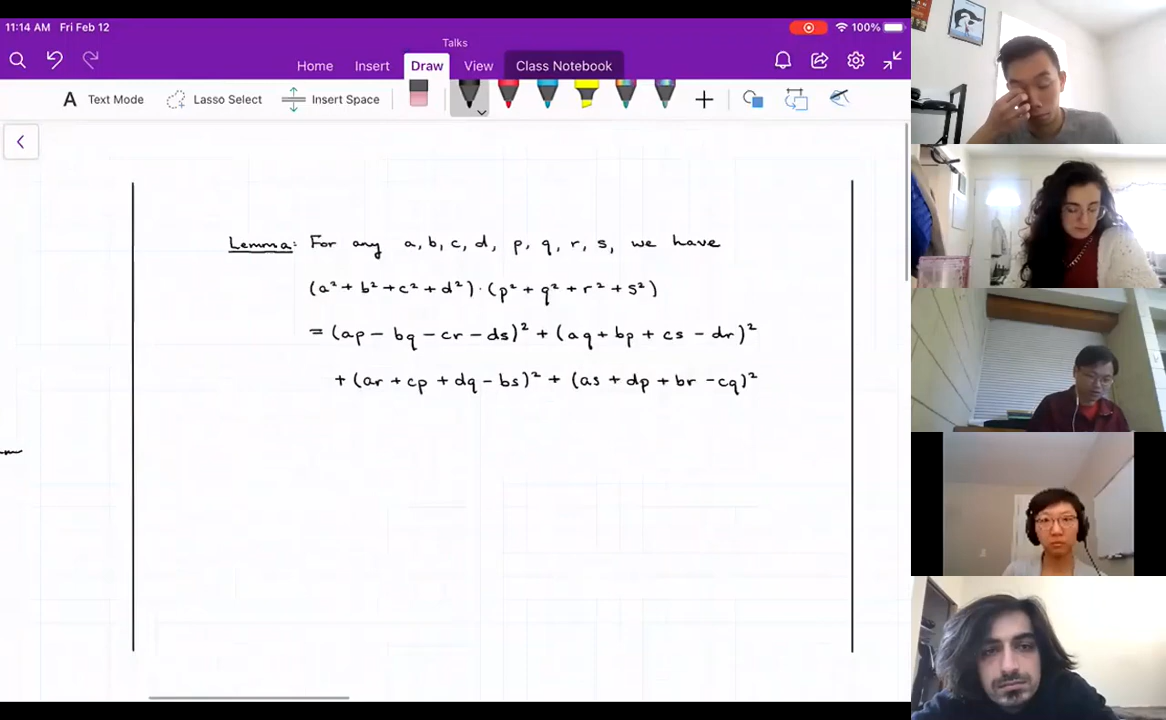 11:14 AM Fri Feb 12
100%
Talks
Home Insert Draw View Class Notebook
A Text Mode Lasso Select Insert Space
Lemma: For any a, b, c, d, p, q, r, s, we have
(a² + b² + c² + d²) · (p² + q² + r² + s²)
= (ap - bq - cr - ds)² + (aq + bp + cs - dr)²
+ (ar + cp + dq - bs)² + (as + dp + br - cq)²